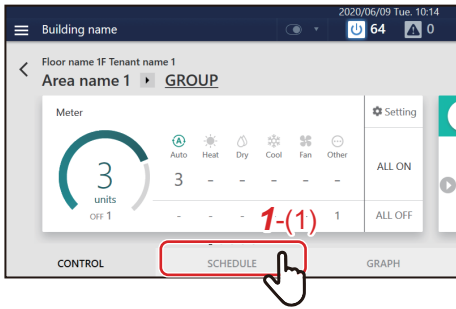 2020/06/09 Tue. 10:14
Building name
64
0
Floor name 1F Tenant name 1
Area name 1 GROUP
Meter
Setting
Auto Heat Dry Cool Fan Other
3 - - - - -
3
units
OFF 1
- - - 1
ALL ON
ALL OFF
1-(1)
CONTROL SCHEDULE GRAPH